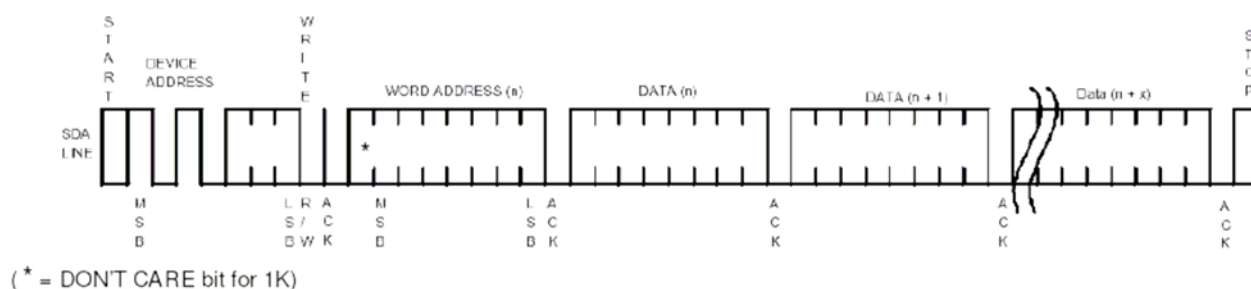 START
WRITE
STOP
DEVICE
ADDRESS
WORD ADDRESS (n)
DATA (n)
DATA (n + 1)
Data (n + x)
SDA
LINE
*
MSB
LSB
R/W
ACK
MSB
LSB
ACK
ACK
ACK
ACK
( * = DON'T CARE bit for 1K)